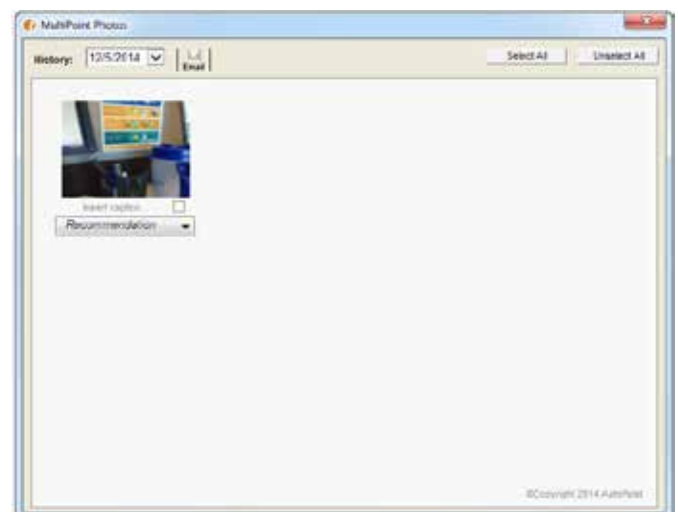 MultiPoint Photos
History: 12/5/2014 Email Select All Unselect All
Insert caption
Recommendation
©Copyright 2014 AutoPoint